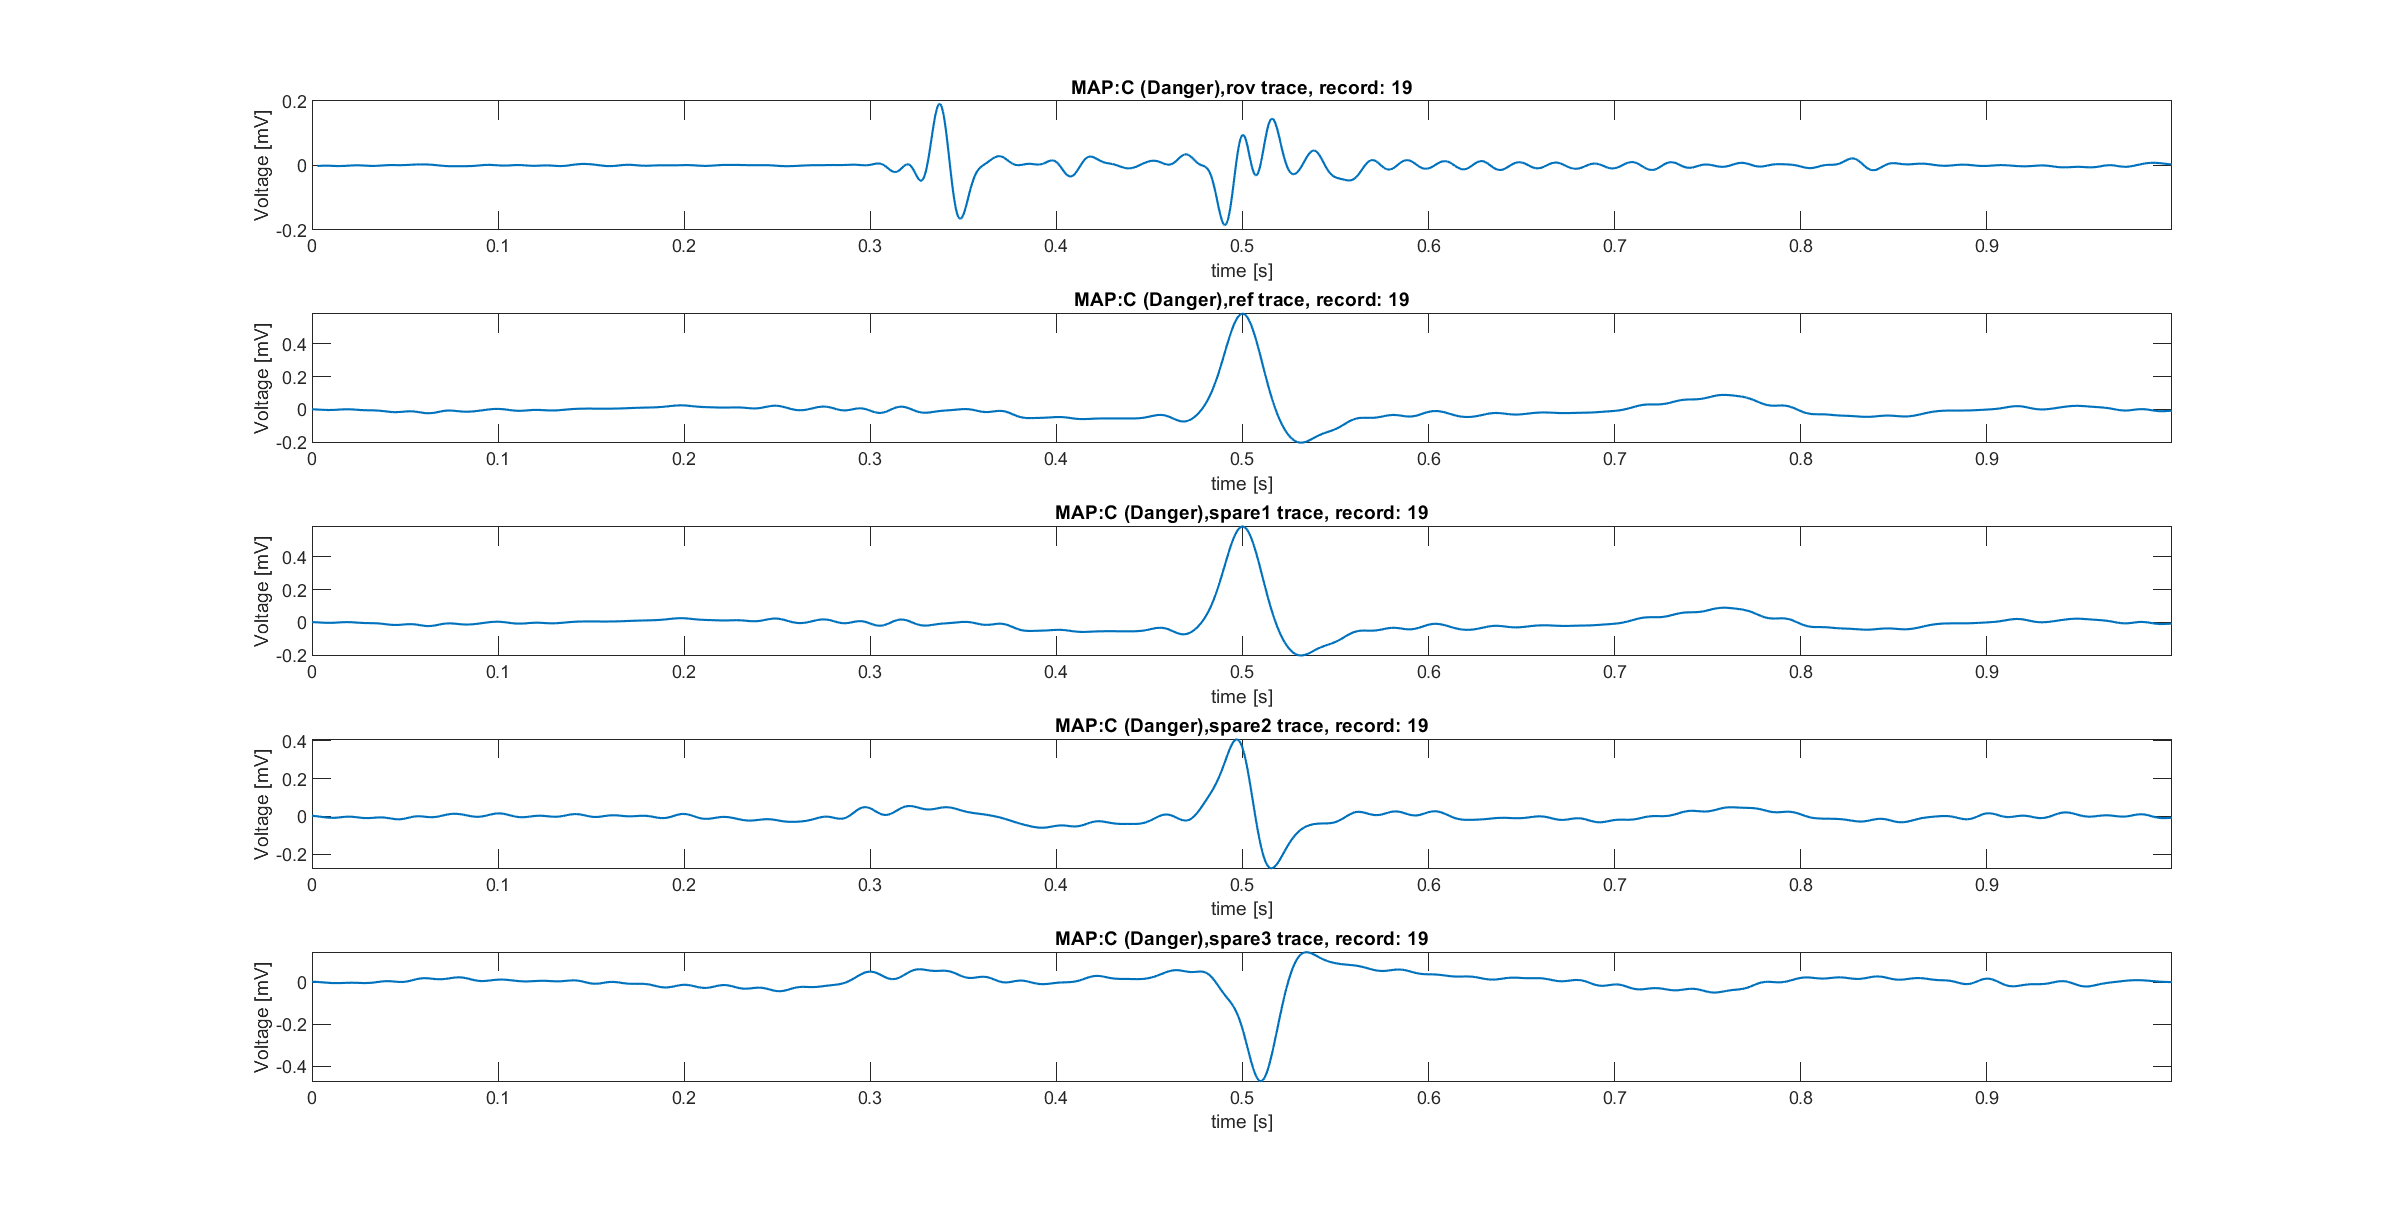 MAP:C (Danger),rov trace, record: 19
Voltage [mV]
0.2
0
-0.2
0 0.1 0.2 0.3 0.4 0.5 0.6 0.7 0.8 0.9
time [s]
MAP:C (Danger),ref trace, record: 19
Voltage [mV]
0.4
0.2
0
-0.2
0 0.1 0.2 0.3 0.4 0.5 0.6 0.7 0.8 0.9
time [s]
MAP:C (Danger),spare1 trace, record: 19
Voltage [mV]
0.4
0.2
0
-0.2
0 0.1 0.2 0.3 0.4 0.5 0.6 0.7 0.8 0.9
time [s]
MAP:C (Danger),spare2 trace, record: 19
Voltage [mV]
0.4
0.2
0
-0.2
0 0.1 0.2 0.3 0.4 0.5 0.6 0.7 0.8 0.9
time [s]
MAP:C (Danger),spare3 trace, record: 19
Voltage [mV]
0
-0.2
-0.4
0 0.1 0.2 0.3 0.4 0.5 0.6 0.7 0.8 0.9
time [s]